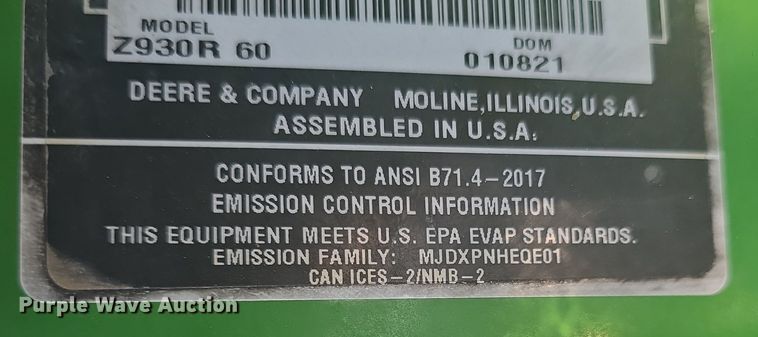 MODEL DOM
Z930R 60 010821
DEERE & COMPANY MOLINE, ILLINOIS, U.S.A.
ASSEMBLED IN U.S.A.
CONFORMS TO ANSI B71.4-2017
EMISSION CONTROL INFORMATION
THIS EQUIPMENT MEETS U.S. EPA EVAP STANDARDS.
EMISSION FAMILY: MJDXPNHEQE01
CAN ICES-2/NMB-2
Purple Wave Auction